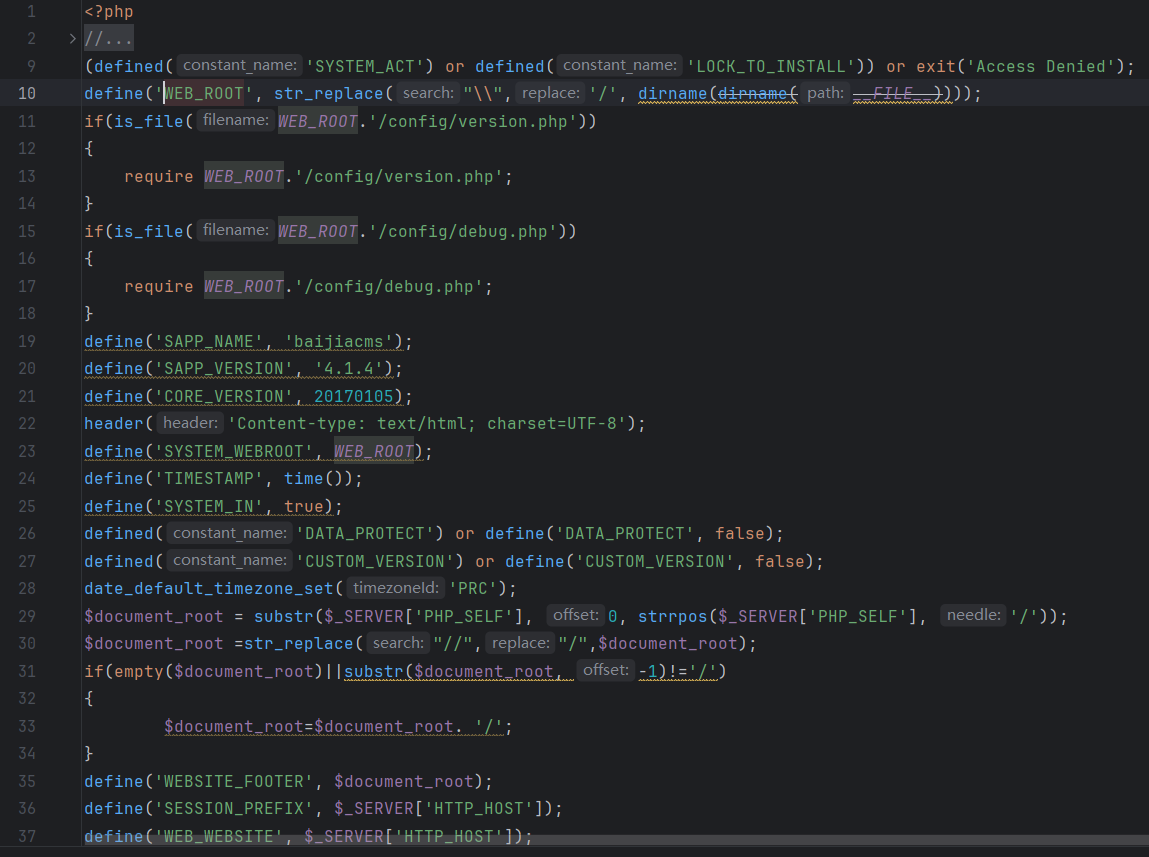 1 <?php
2 //...
9 (defined( constant_name: 'SYSTEM_ACT') or defined( constant_name: 'LOCK_TO_INSTALL')) or exit('Access Denied');
10 define('WEB_ROOT', str_replace( search: "\\", replace: '/', dirname(dirname( path: __FILE__))));
11 if(is_file( filename: WEB_ROOT.'/config/version.php'))
12 {
13     require WEB_ROOT.'/config/version.php';
14 }
15 if(is_file( filename: WEB_ROOT.'/config/debug.php'))
16 {
17     require WEB_ROOT.'/config/debug.php';
18 }
19 define('SAPP_NAME', 'baijiacms');
20 define('SAPP_VERSION', '4.1.4');
21 define('CORE_VERSION', 20170105);
22 header( header: 'Content-type: text/html; charset=UTF-8');
23 define('SYSTEM_WEBROOT', WEB_ROOT);
24 define('TIMESTAMP', time());
25 define('SYSTEM_IN', true);
26 defined( constant_name: 'DATA_PROTECT') or define('DATA_PROTECT', false);
27 defined( constant_name: 'CUSTOM_VERSION') or define('CUSTOM_VERSION', false);
28 date_default_timezone_set( timezoneId: 'PRC');
29 $document_root = substr($_SERVER['PHP_SELF'], offset: 0, strrpos($_SERVER['PHP_SELF'], needle: '/'));
30 $document_root =str_replace( search: "//", replace: "/",$document_root);
31 if(empty($document_root)||substr($document_root, offset: -1)!='/')
32 {
33         $document_root=$document_root. '/';
34 }
35 define('WEBSITE_FOOTER', $document_root);
36 define('SESSION_PREFIX', $_SERVER['HTTP_HOST']);
37 define('WEB_WEBSITE', $_SERVER['HTTP_HOST']);